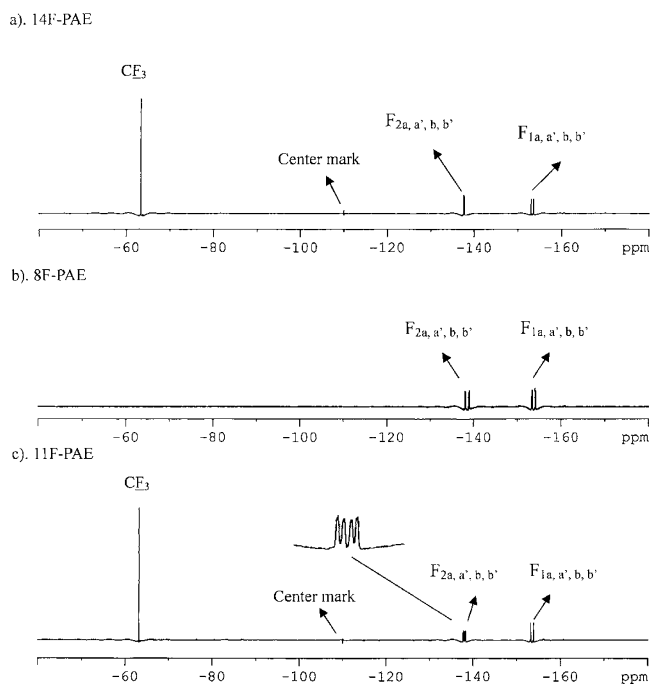 a). 14F-PAE
CF3
F2a, a', b, b'
F1a, a', b, b'
Center mark
-60 -80 -100 -120 -140 -160 ppm
b). 8F-PAE
F2a, a', b, b'
F1a, a', b, b'
-60 -80 -100 -120 -140 -160 ppm
c). 11F-PAE
CF3
F2a, a', b, b'
F1a, a', b, b'
Center mark
-60 -80 -100 -120 -140 -160 ppm